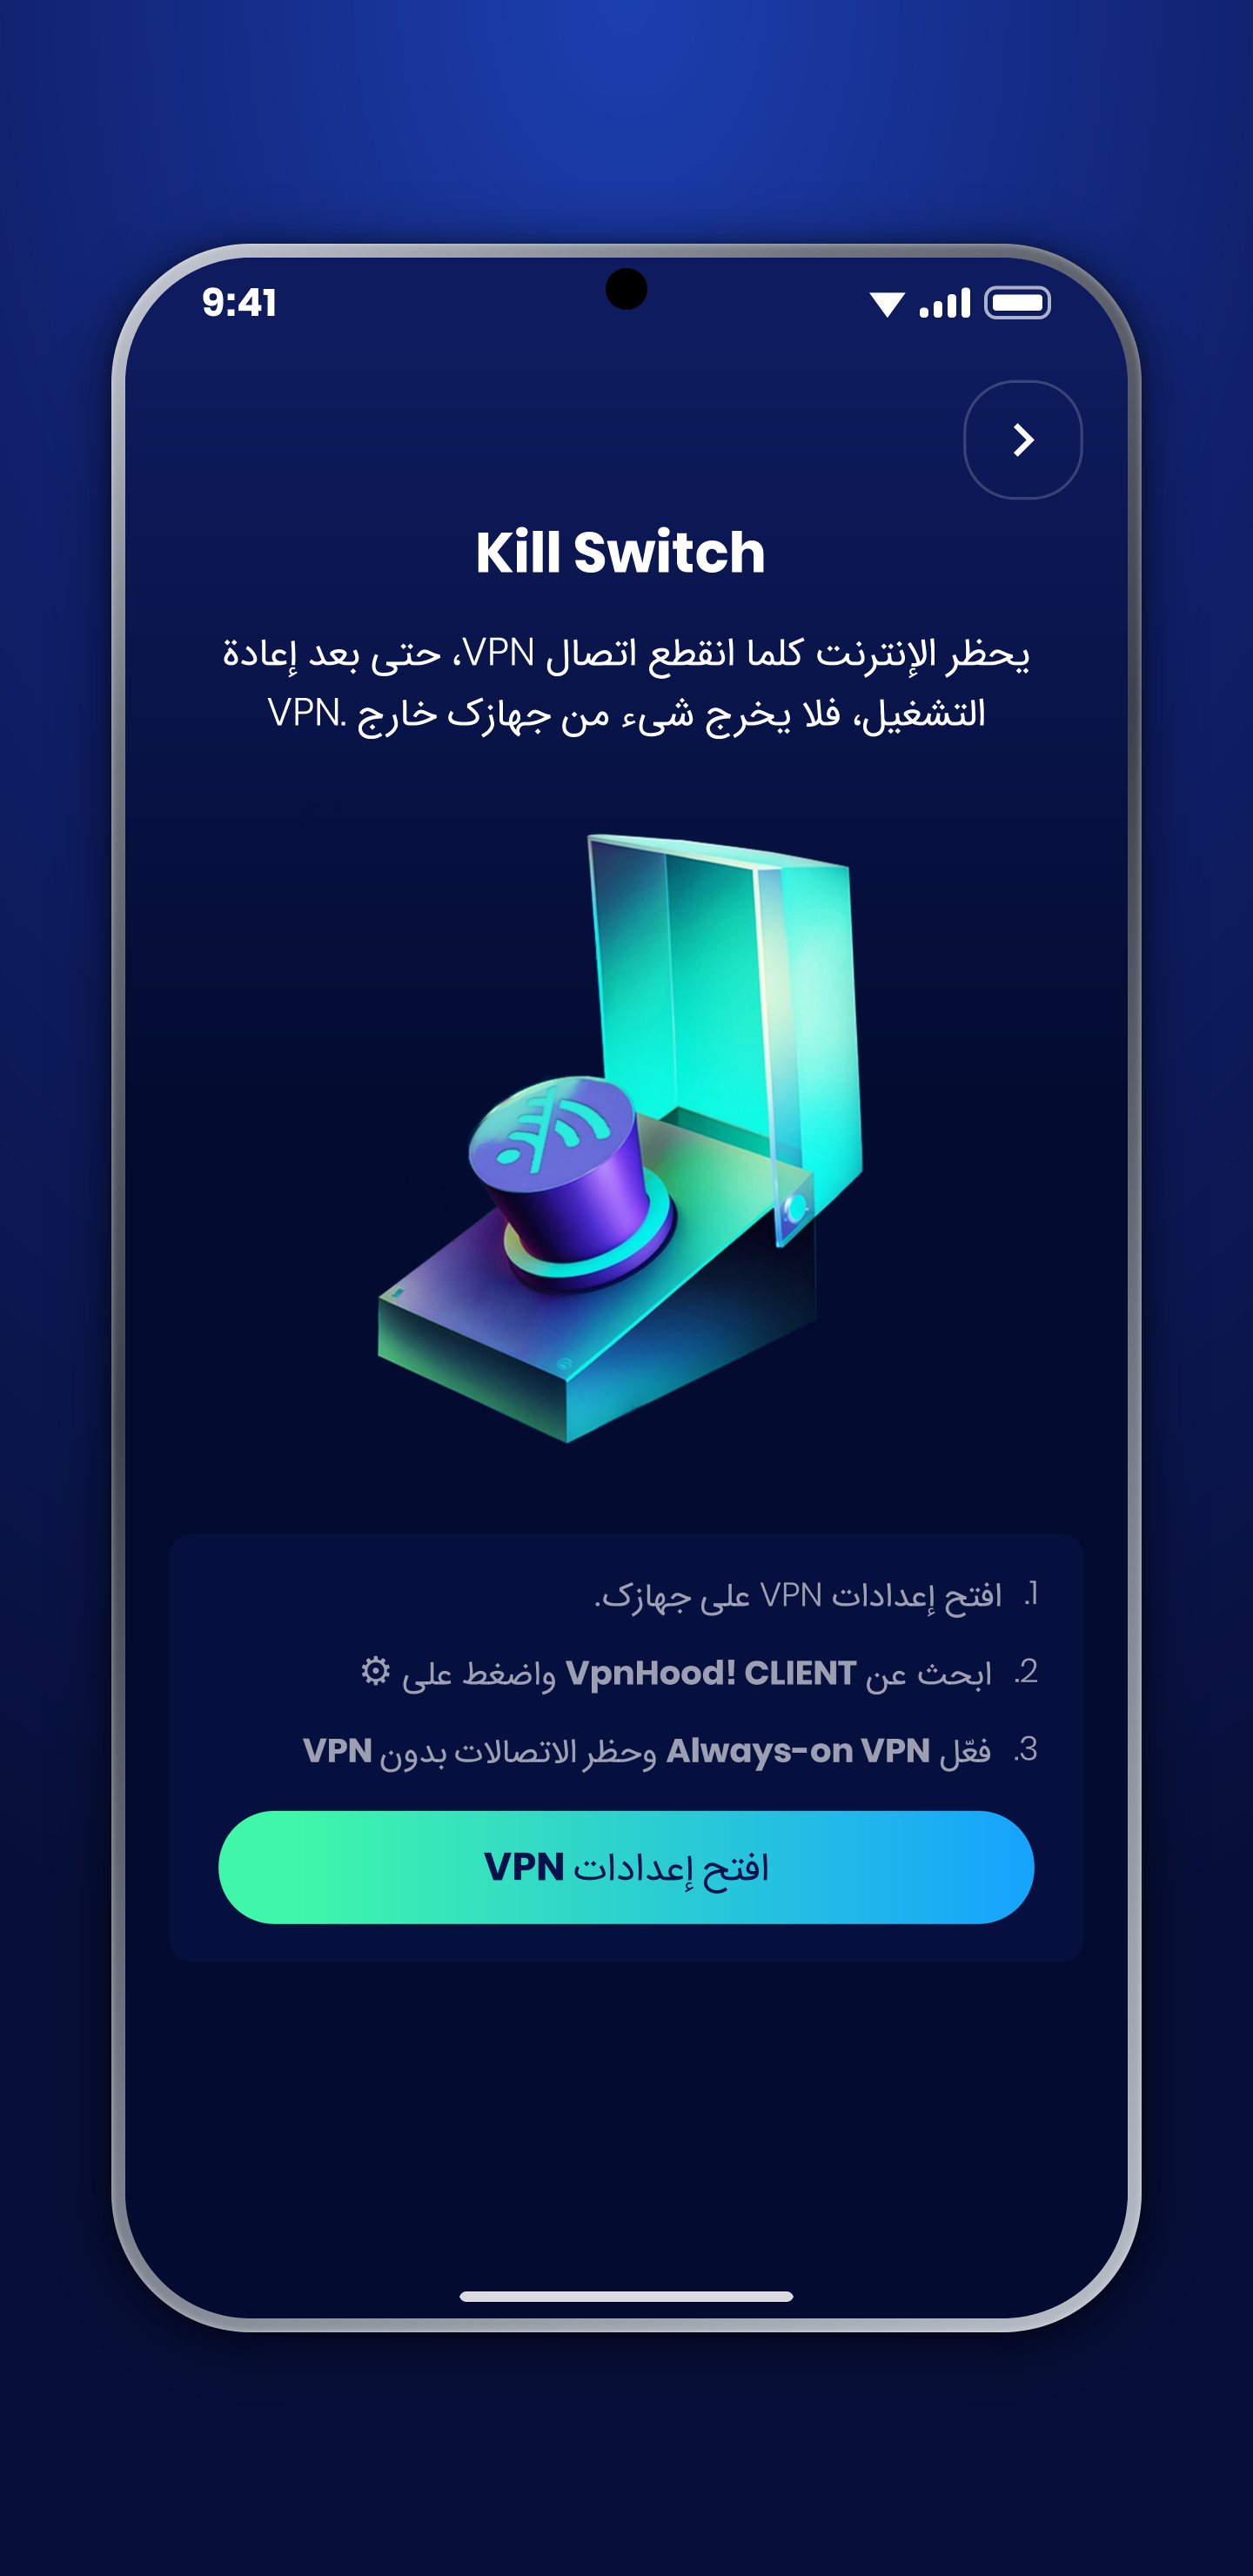 9:41
Kill Switch
يحظر الإنترنت كلما انقطع اتصال VPN، حتى بعد إعادة
التشغيل، فلا يخرج شيء من جهازك خارج VPN.
1. افتح إعدادات VPN على جهازك.
2. ابحث عن VpnHood! CLIENT واضغط على ⚙
3. فعّل Always-on VPN وحظر الاتصالات بدون VPN
افتح إعدادات VPN